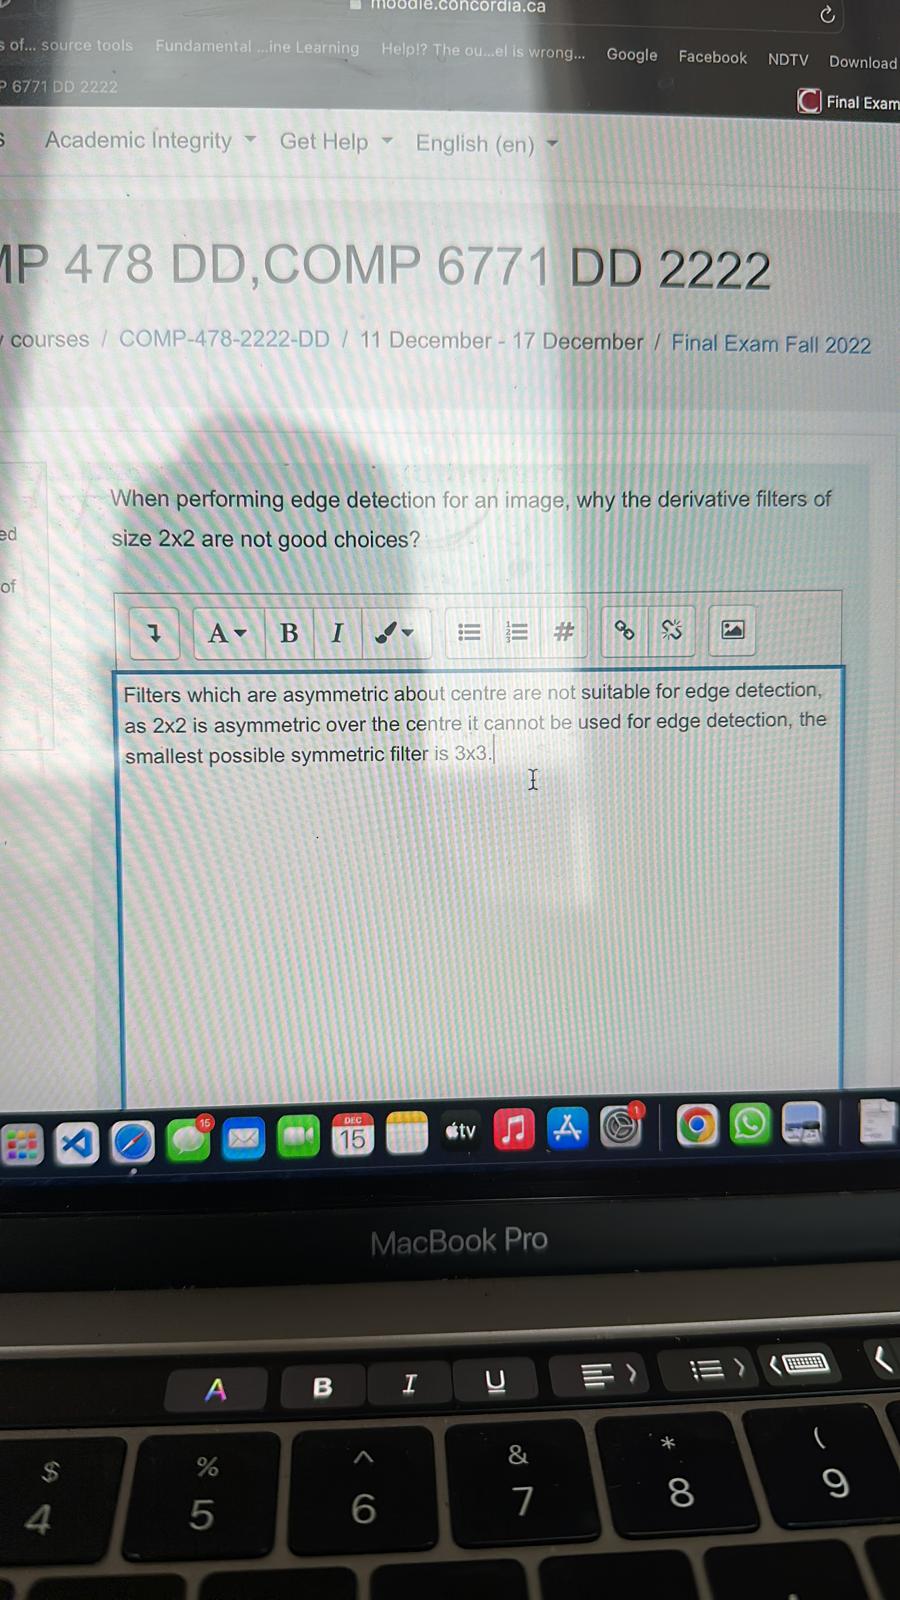 moodle.concordia.ca
s of... source tools Fundamental ...ine Learning Help!? The ou...el is wrong... Google Facebook NDTV Download
P 6771 DD 2222 Final Exam
s Academic Integrity Get Help English (en)
MP 478 DD,COMP 6771 DD 2222
courses / COMP-478-2222-DD / 11 December - 17 December / Final Exam Fall 2022
When performing edge detection for an image, why the derivative filters of
ed
size 2x2 are not good choices?
of
A B I #
Filters which are asymmetric about centre are not suitable for edge detection,
as 2x2 is asymmetric over the centre it cannot be used for edge detection, the
smallest possible symmetric filter is 3x3.
15 DEC 15 tv 1
MacBook Pro
A B I U
$ % ^ & * (
4 5 6 7 8 9